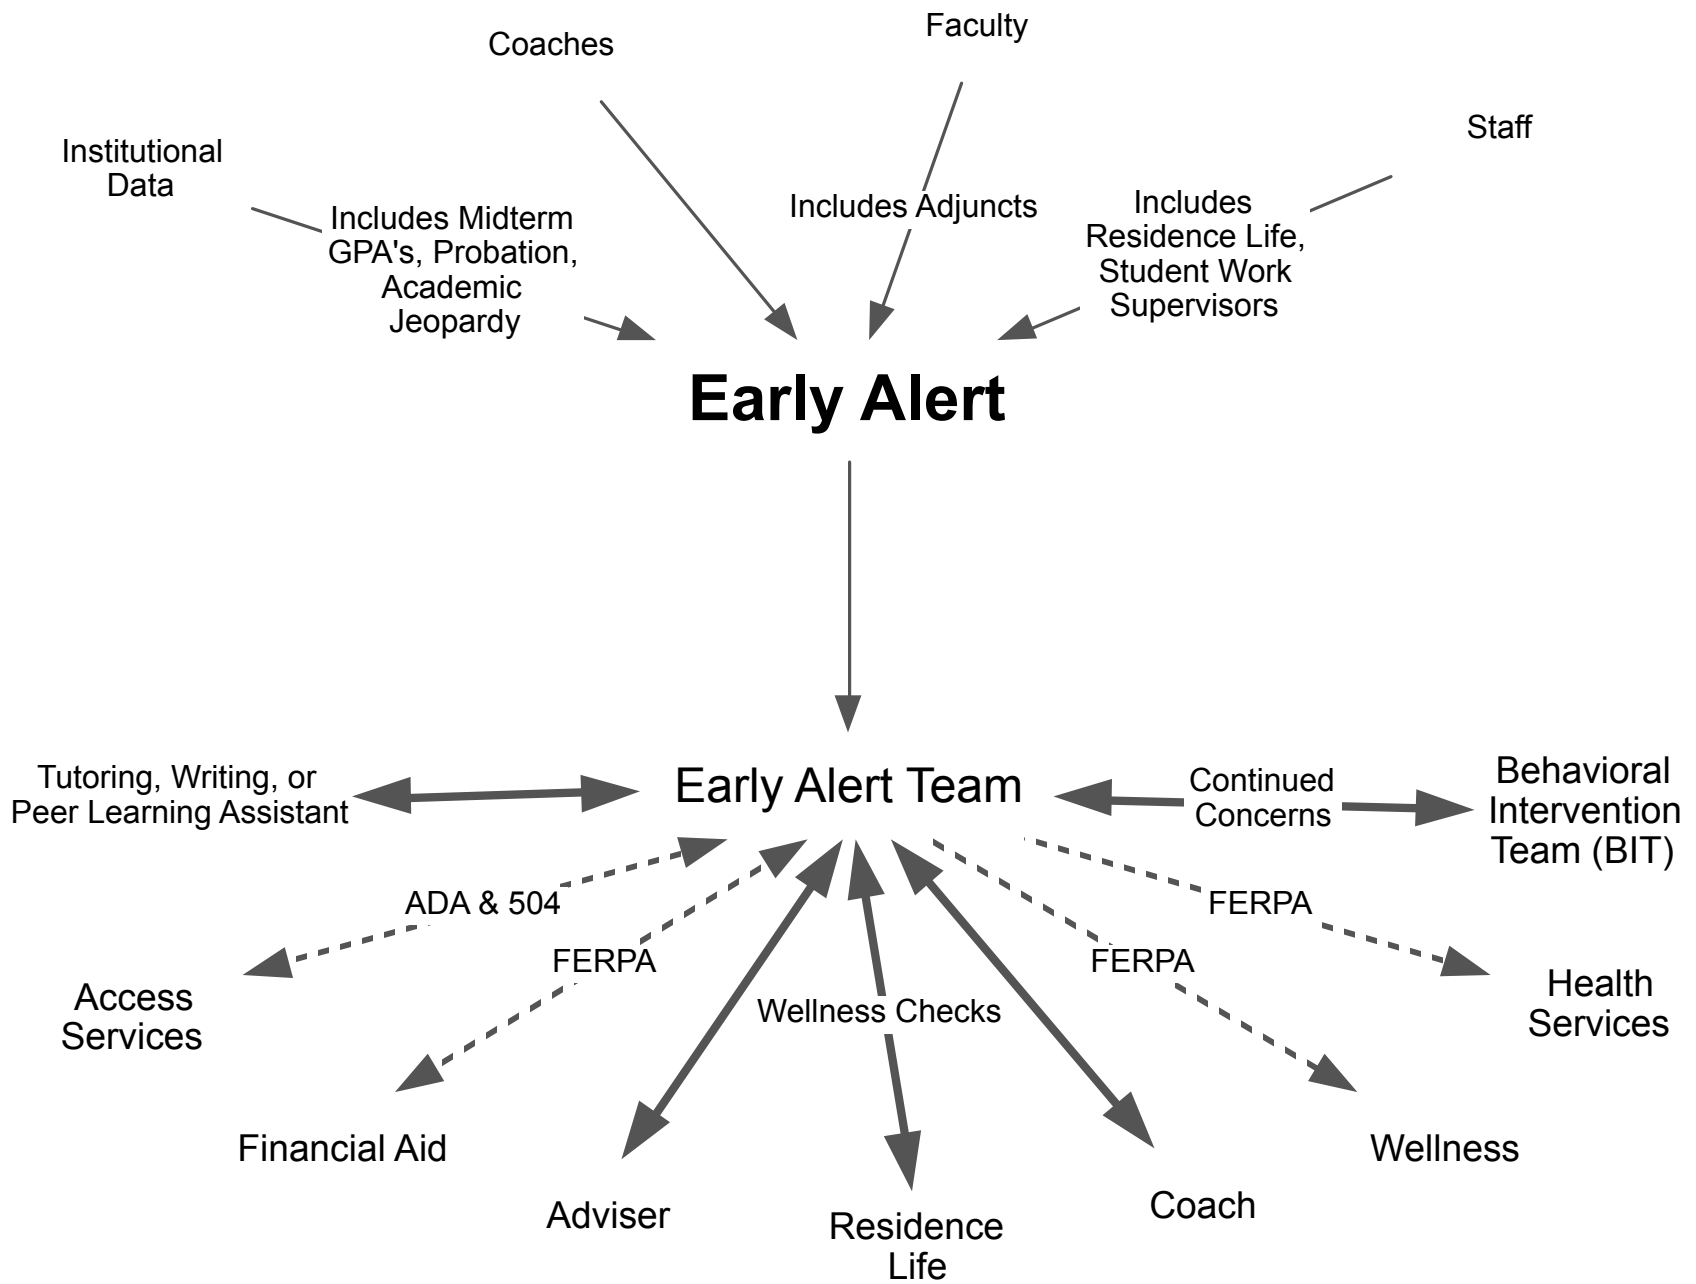 Faculty
Coaches
Staff
Institutional
Data
Includes Midterm
GPA's, Probation,
Academic
Jeopardy
Includes Adjuncts
Includes
Residence Life,
Student Work
Supervisors
Early Alert
Tutoring, Writing, or
Peer Learning Assistant
Early Alert Team
Continued
Concerns
Behavioral
Intervention
Team (BIT)
ADA & 504
FERPA
Wellness Checks
FERPA
FERPA
Access
Services
Financial Aid
Adviser
Residence
Life
Coach
Wellness
Health
Services